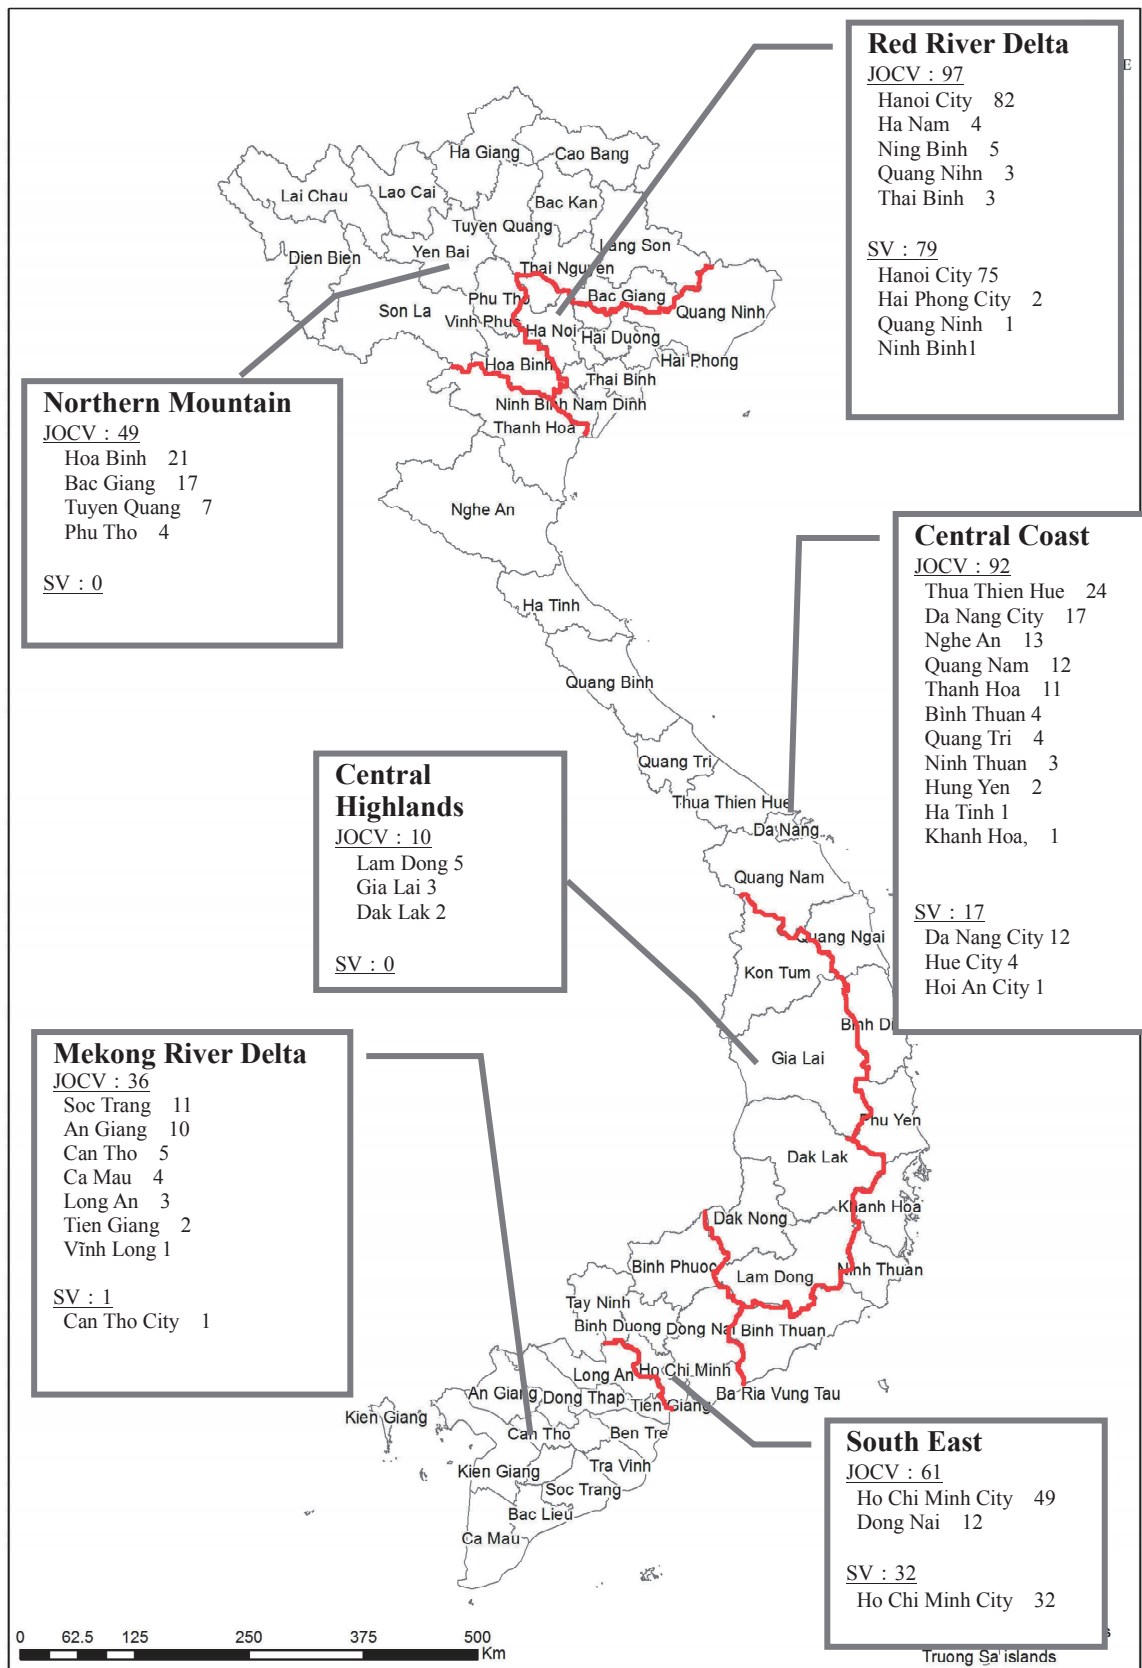 Red River Delta
JOCV : 97
Hanoi City 82
Ha Nam 4
Ning Binh 5
Quang Nihn 3
Thai Binh 3
SV : 79
Hanoi City 75
Hai Phong City 2
Quang Ninh 1
Ninh Binh1
E
Ha Giang
Cao Bang
Lai Chau
Lao Cai
Bac Kan
Tuyen Quang
Dien Bien
Yen Bai
Lang Son
Thai Nguyen
Phu Tho
Bac Giang
Son La
Vinh Phuc
Quang Ninh
Ha Noi
Hai Duong
Hoa Binh
Hai Phong
Thai Binh
Ninh Binh
Nam Dinh
Thanh Hoa
Northern Mountain
JOCV : 49
Hoa Binh 21
Bac Giang 17
Tuyen Quang 7
Phu Tho 4
SV : 0
Nghe An
Ha Tinh
Quang Binh
Quang Tri
Thua Thien Hue
Da Nang
Quang Nam
Central Coast
JOCV : 92
Thua Thien Hue 24
Da Nang City 17
Nghe An 13
Quang Nam 12
Thanh Hoa 11
Bình Thuan 4
Quang Tri 4
Ninh Thuan 3
Hung Yen 2
Ha Tinh 1
Khanh Hoa, 1
SV : 17
Da Nang City 12
Hue City 4
Hoi An City 1
Central
Highlands
JOCV : 10
Lam Dong 5
Gia Lai 3
Dak Lak 2
SV : 0
Quang Ngai
Kon Tum
Binh Di
Gia Lai
Phu Yen
Dak Lak
Khanh Hoa
Dak Nong
Binh Phuoc
Lam Dong
Ninh Thuan
Tay Ninh
Binh Duong
Dong Nai
Binh Thuan
Mekong River Delta
JOCV : 36
Soc Trang 11
An Giang 10
Can Tho 5
Ca Mau 4
Long An 3
Tien Giang 2
Vĩnh Long 1
SV : 1
Can Tho City 1
Long An
Ho Chi Minh
An Giang
Dong Thap
Tien Giang
Ba Ria Vung Tau
Kien Giang
Can Tho
Ben Tre
Kien Giang
Tra Vinh
Soc Trang
Bac Lieu
Ca Mau
South East
JOCV : 61
Ho Chi Minh City 49
Dong Nai 12
SV : 32
Ho Chi Minh City 32
0 62.5 125 250 375 500
Km
s
Truong Sa islands